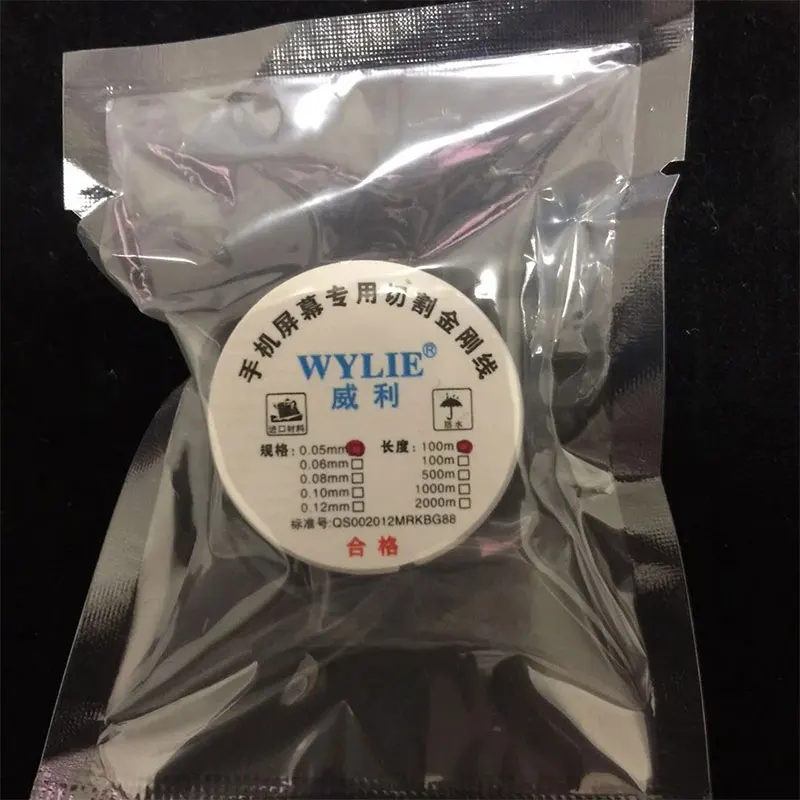 手机屏幕专用切割金刚线
WYLIE®
威利
进口材料
防水
规格: 0.05mm 长度: 100m
0.06mm 100m
0.08mm 500m
0.10mm 1000m
0.12mm 2000m
标准号:QS002012MRKBG88
合格